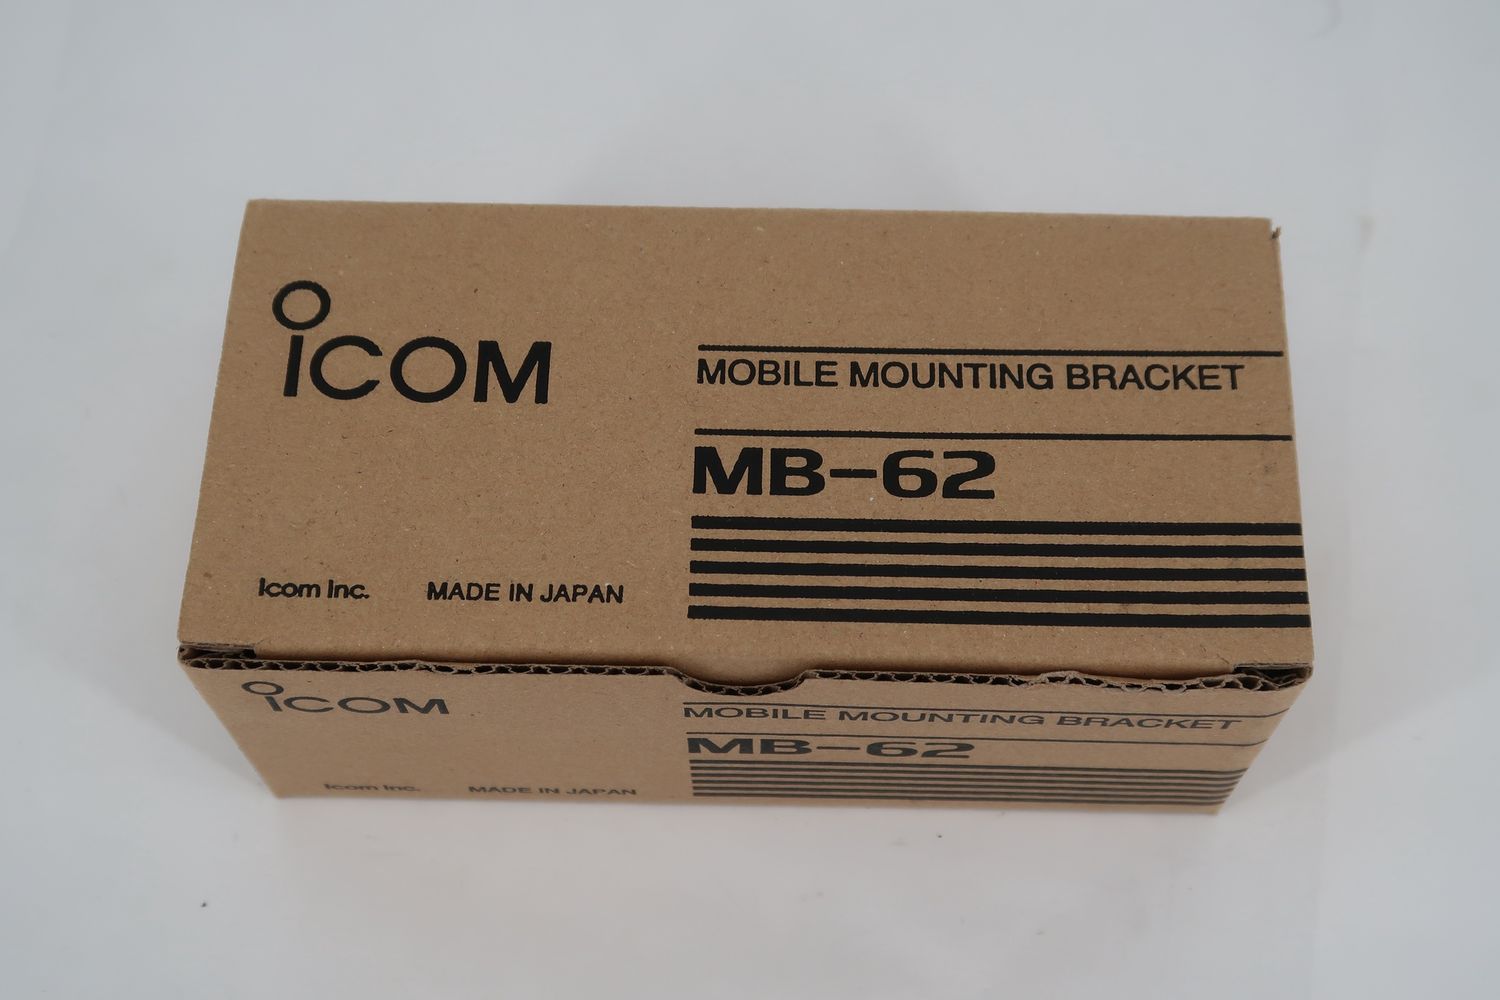 ICOM
MOBILE MOUNTING BRACKET
MB-62
Icom Inc. MADE IN JAPAN
ICOM
MOBILE MOUNTING BRACKET
MB-62
Icom Inc. MADE IN JAPAN